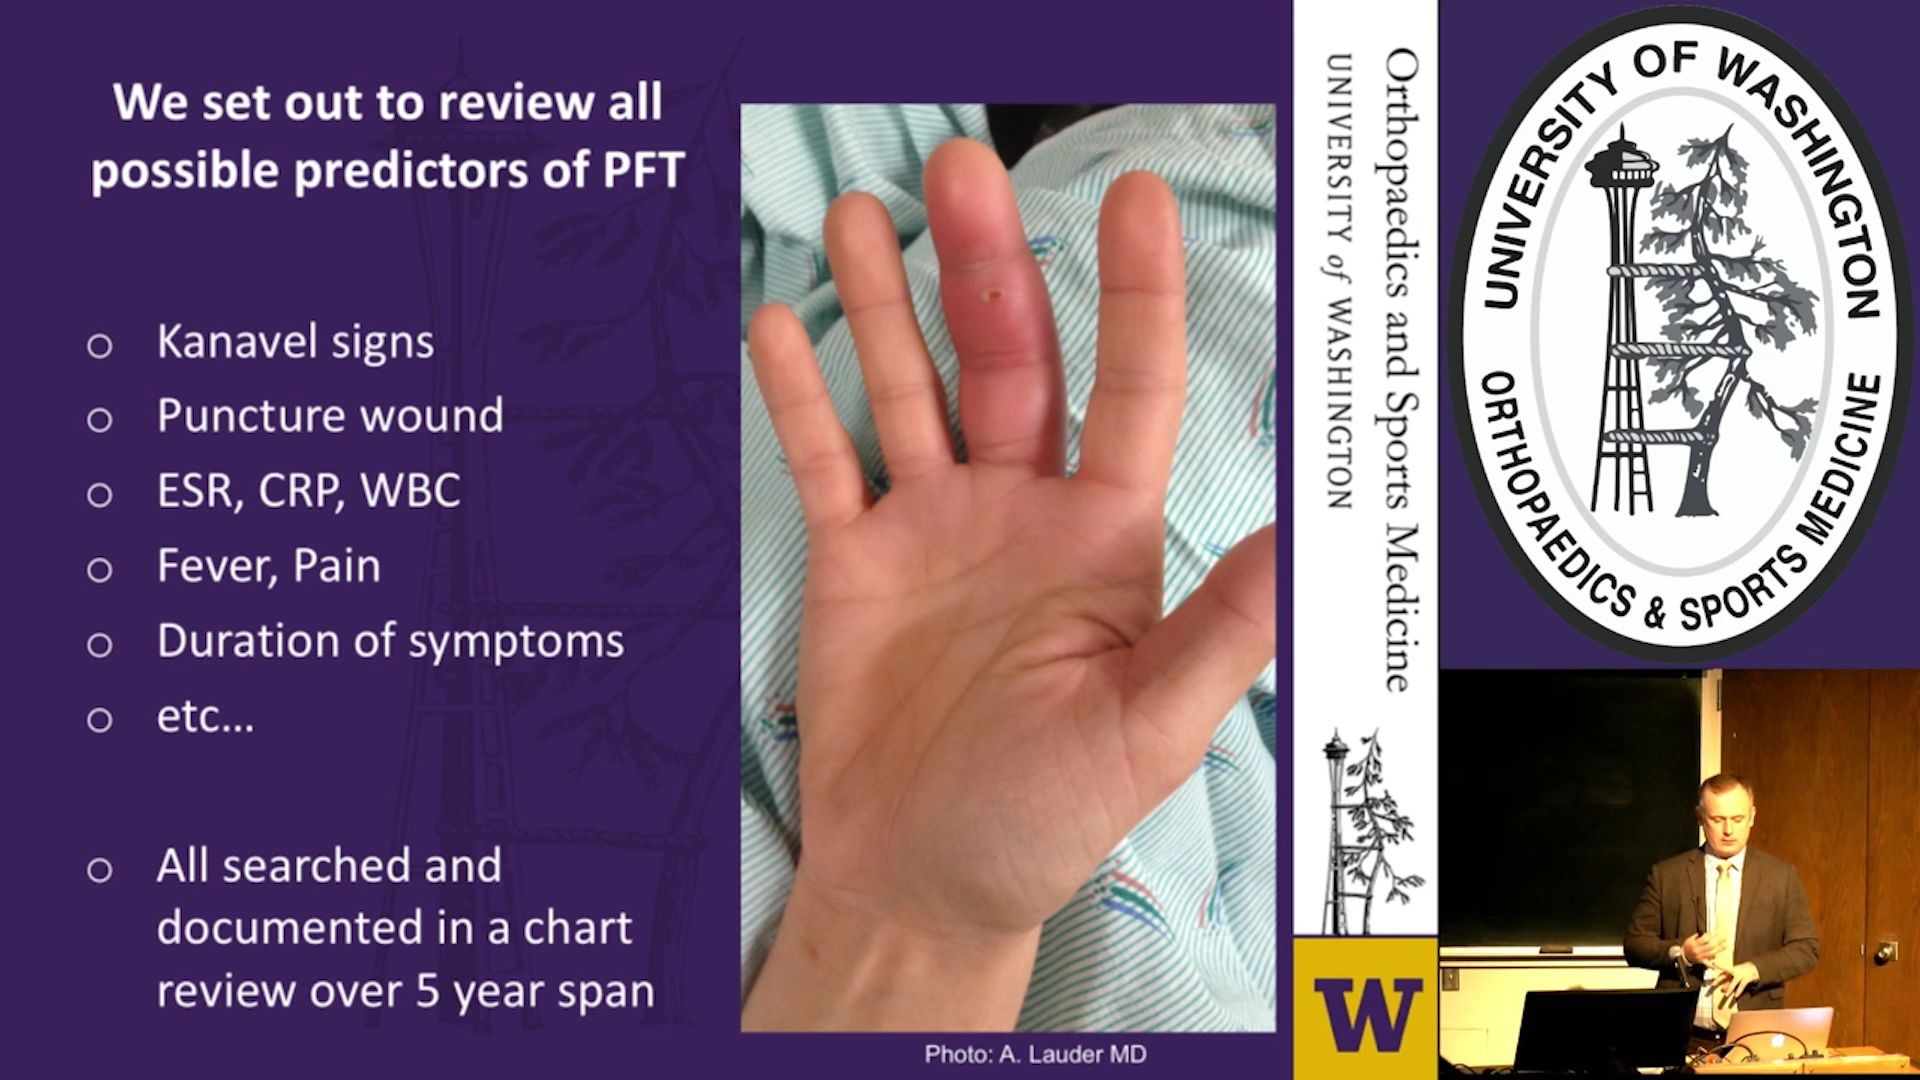 We set out to review all
possible predictors of PFT
Kanavel signs
Puncture wound
ESR, CRP, WBC
Fever, Pain
Duration of symptoms
etc...
All searched and
documented in a chart
review over 5 year span
Photo: A. Lauder MD
Orthopaedics and Sports Medicine
UNIVERSITY of WASHINGTON
W
UNIVERSITY OF WASHINGTON
ORTHOPAEDICS & SPORTS MEDICINE